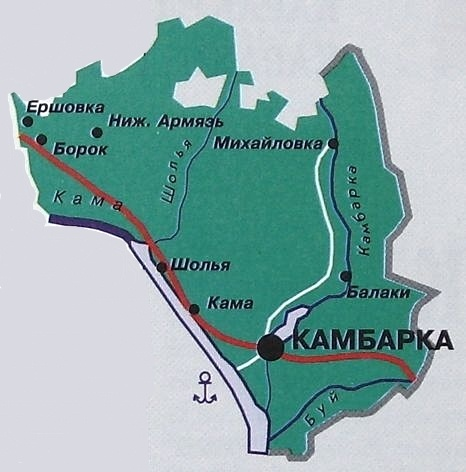 Ершовка
Ниж. Армязь
Борок
Михайловка
Шолья
Кама
Камбарка
Шолья
Балаки
Кама
КАМБАРКА
Буй